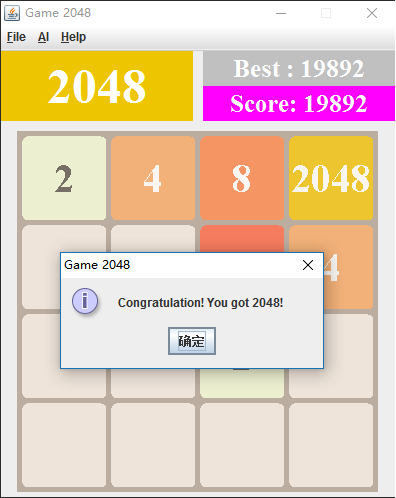 Game 2048
File AI Help
2048
Best : 19892
Score: 19892
2 4 8 2048
4
Game 2048
Congratulation! You got 2048!
确定